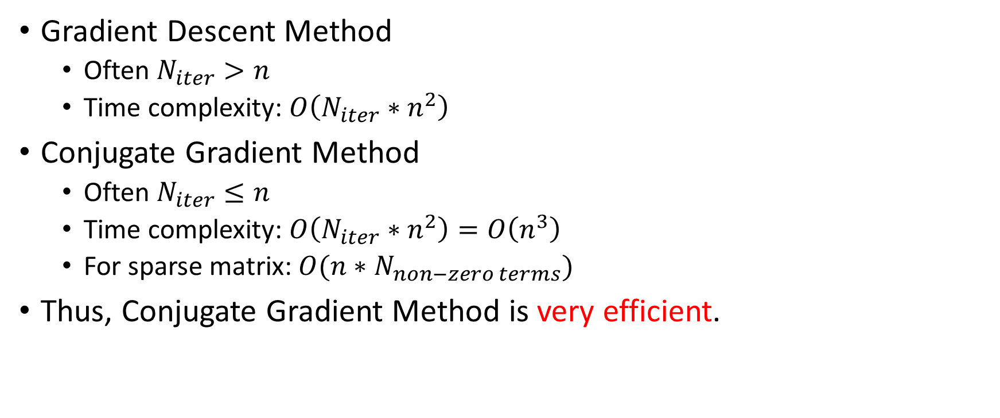 • Gradient Descent Method
• Often $N_{iter} > n$
• Time complexity: $O(N_{iter} * n^2)$
• Conjugate Gradient Method
• Often $N_{iter} \leq n$
• Time complexity: $O(N_{iter} * n^2) = O(n^3)$
• For sparse matrix: $O(n * N_{non-zero\ terms})$
• Thus, Conjugate Gradient Method is very efficient.